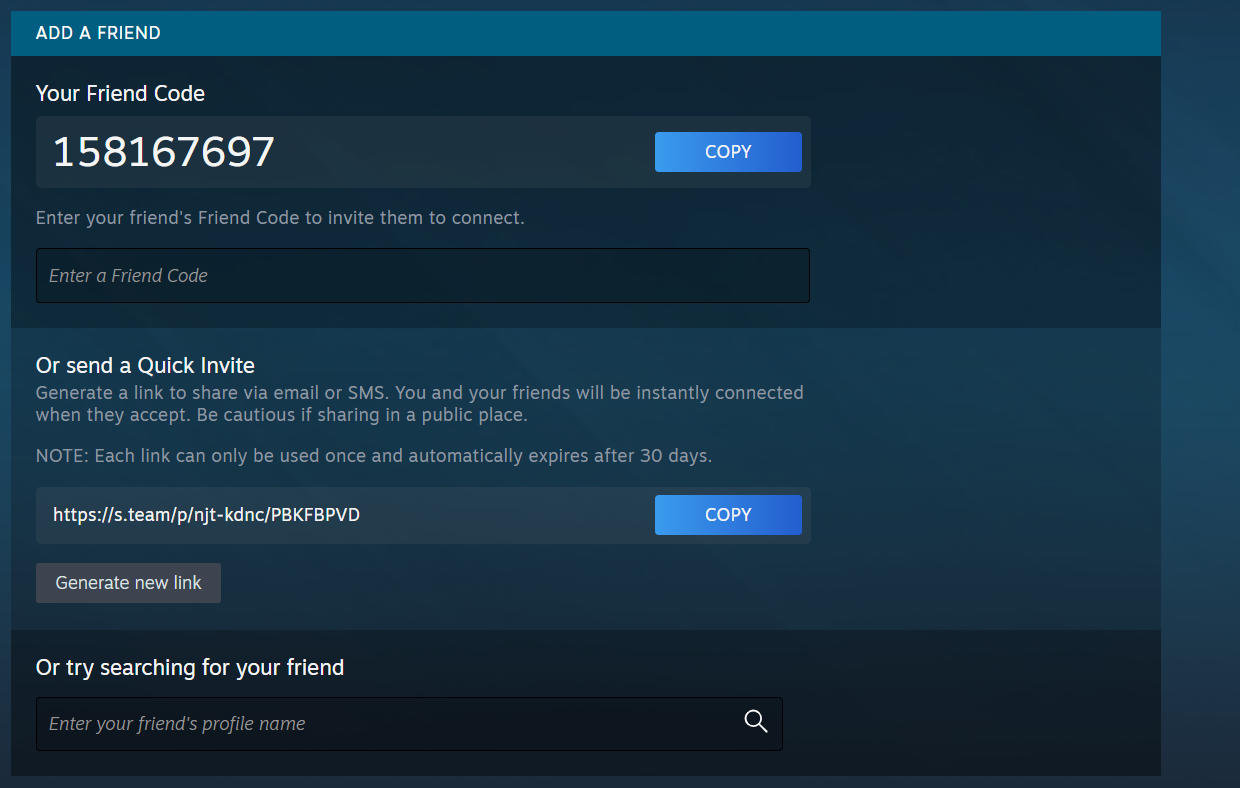 ADD A FRIEND
Your Friend Code
158167697
COPY
Enter your friend's Friend Code to invite them to connect.
Enter a Friend Code
Or send a Quick Invite
Generate a link to share via email or SMS. You and your friends will be instantly connected
when they accept. Be cautious if sharing in a public place.
NOTE: Each link can only be used once and automatically expires after 30 days.
https://s.team/p/njt-kdnc/PBKFBPVD
COPY
Generate new link
Or try searching for your friend
Enter your friend's profile name